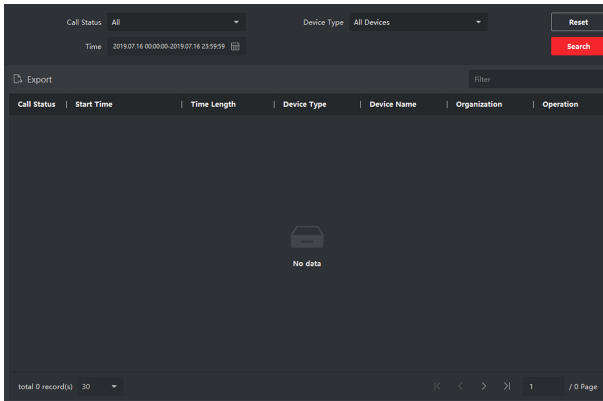 Call Status All Device Type All Devices Reset
Time 2019.07.16 00:00:00-2019.07.16 23:59:59 Search
Export Filter
Call Status | Start Time | Time Length | Device Type | Device Name | Organization | Operation
No data
total 0 record(s) 30 1 / 0 Page